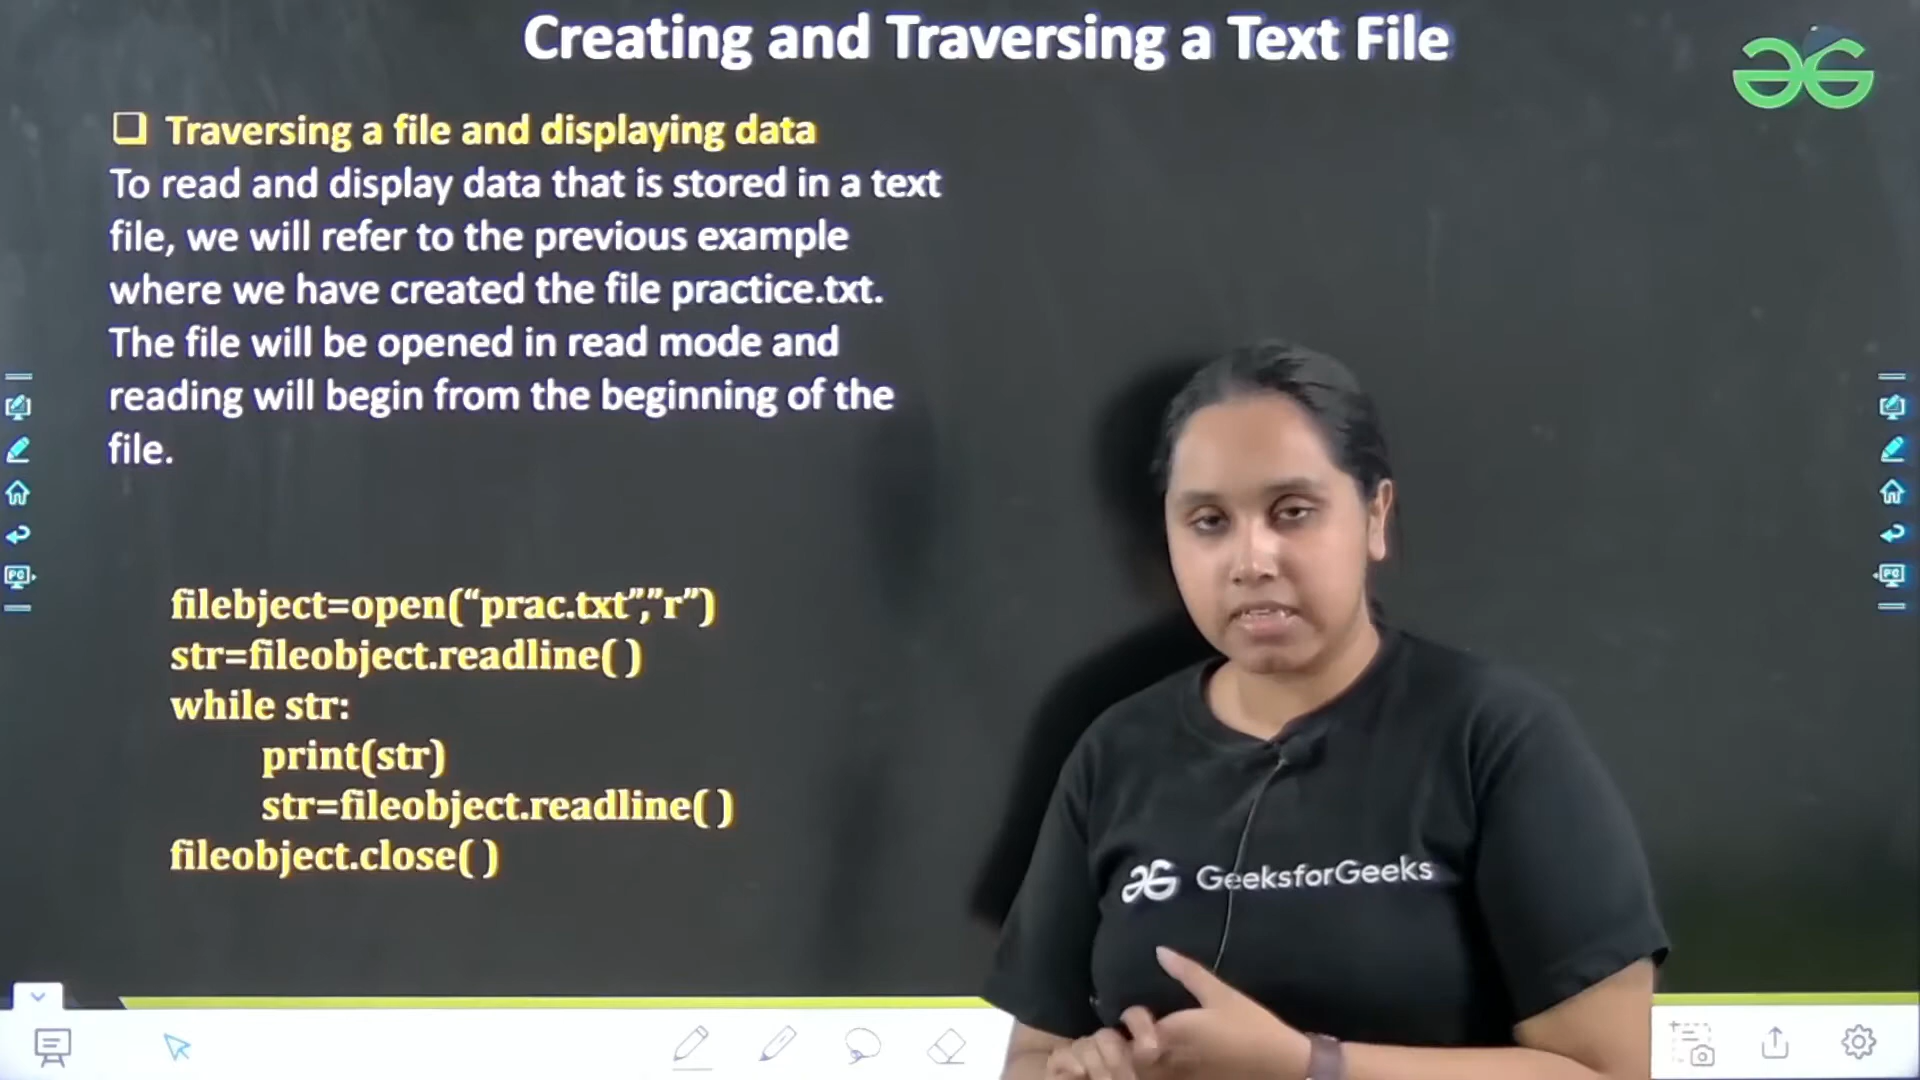 Creating and Traversing a Text File
Traversing a file and displaying data
To read and display data that is stored in a text
file, we will refer to the previous example
where we have created the file practice.txt.
The file will be opened in read mode and
reading will begin from the beginning of the
file.
filebject=open(“prac.txt”,”r”)
str=fileobject.readline( )
while str:
print(str)
str=fileobject.readline( )
fileobject.close( )
GeeksforGeeks
PC
PC